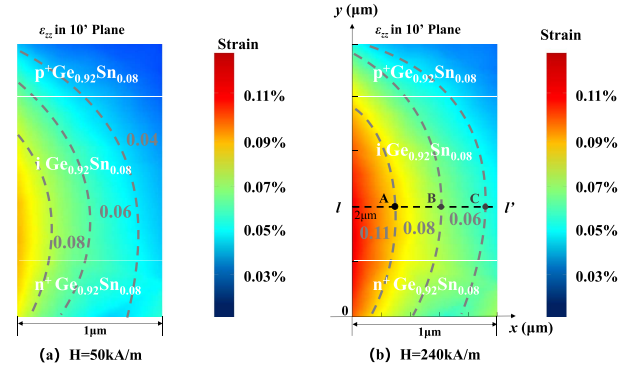 ε_zz in 10' Plane
p⁺Ge₀.₉₂Sn₀.₀₈
0.04
i Ge₀.₉₂Sn₀.₀₈
0.06
0.08
n⁺Ge₀.₉₂Sn₀.₀₈
1μm
(a) H=50kA/m
Strain
0.11%
0.09%
0.07%
0.05%
0.03%
y (μm)
ε_zz in 10' Plane
p⁺Ge₀.₉₂Sn₀.₀₈
i Ge₀.₉₂Sn₀.₀₈
A
B
C
l
l'
2μm
0.11
0.08
0.06
n⁺Ge₀.₉₂Sn₀.₀₈
0
1μm
x (μm)
(b) H=240kA/m
Strain
0.11%
0.09%
0.07%
0.05%
0.03%